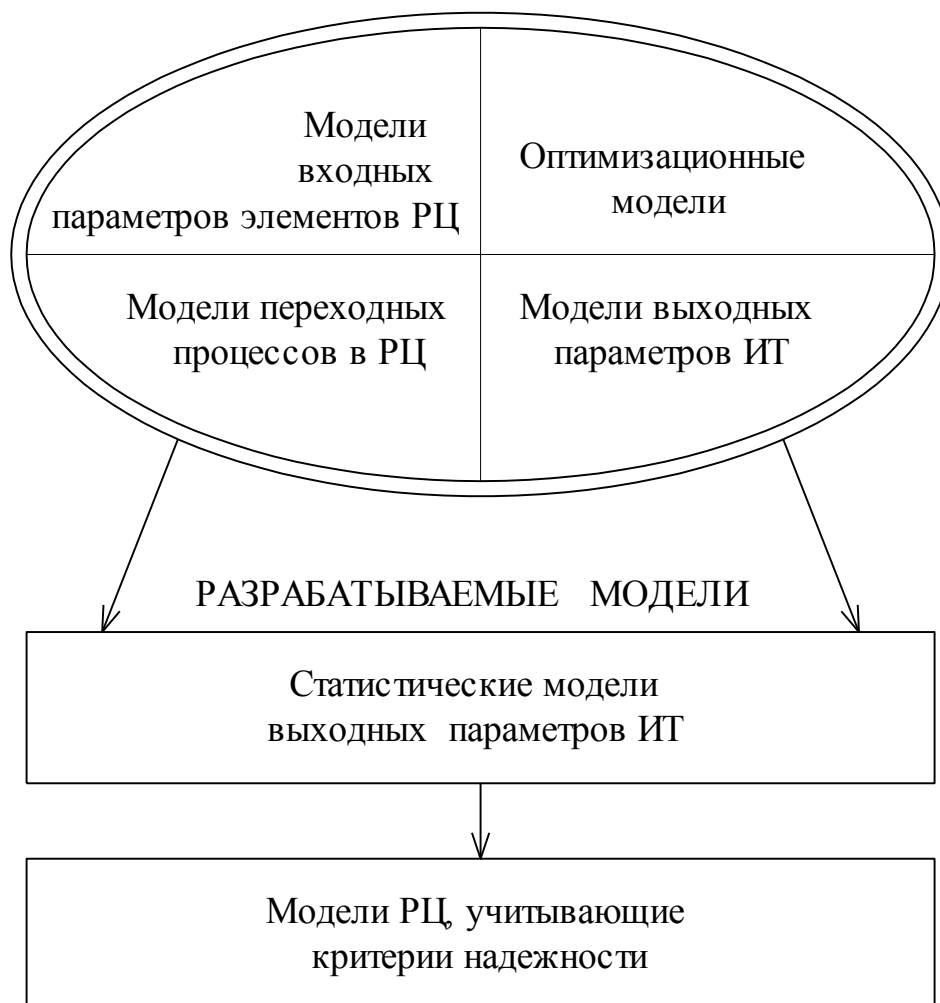 Модели
входных
параметров элементов РЦ
Оптимизационные
модели
Модели переходных
процессов в РЦ
Модели выходных
параметров ИТ
РАЗРАБАТЫВАЕМЫЕ МОДЕЛИ
Статистические модели
выходных параметров ИТ
Модели РЦ, учитывающие
критерии надежности